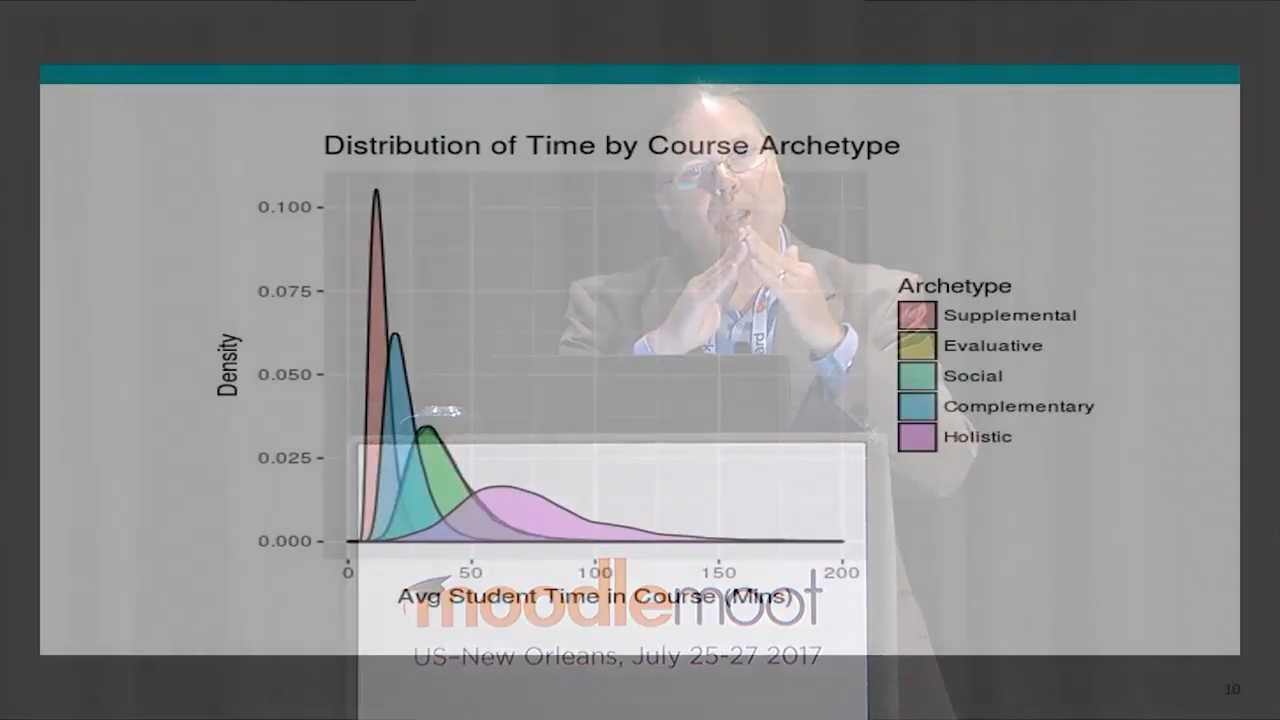 Distribution of Time by Course Archetype
Density
0.100
0.075
0.050
0.025
0.000
0 50 100 150 200
Avg Student Time in Course (Mins)
Archetype
Supplemental
Evaluative
Social
Complementary
Holistic
moodlemoot
US–New Orleans, July 25-27 2017
10